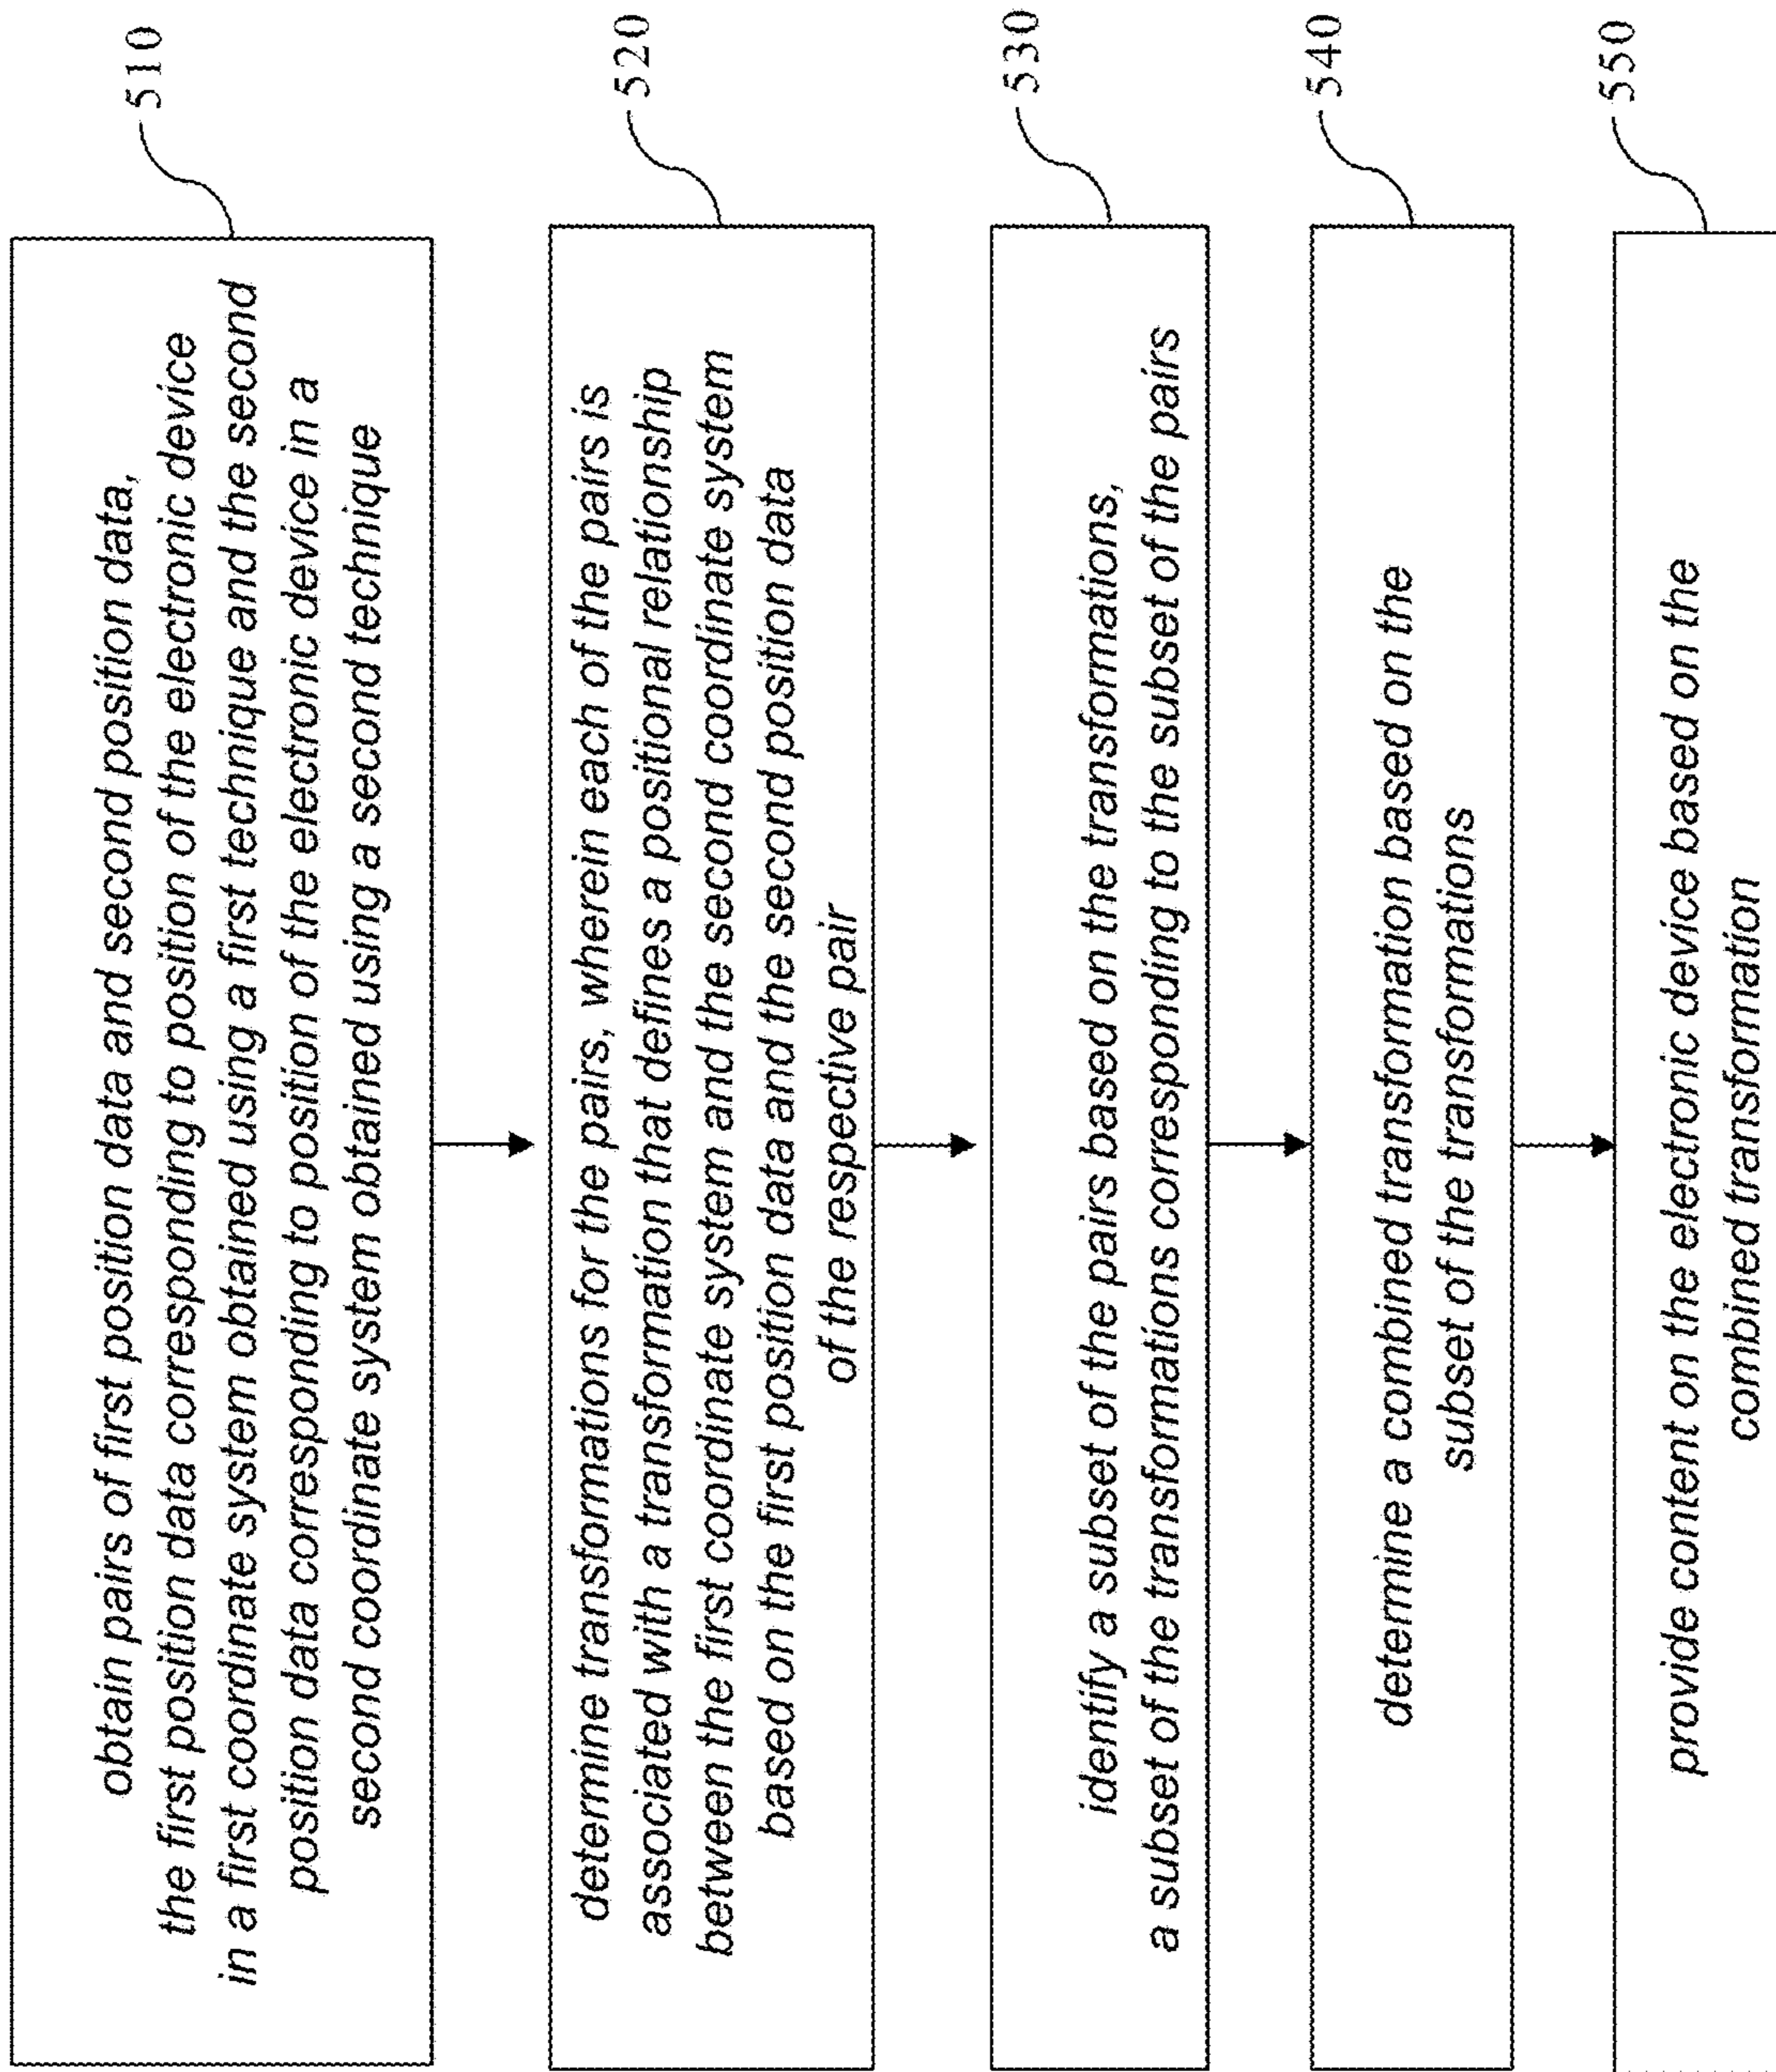 510
obtain pairs of first position data and second position data,
the first position data corresponding to position of the electronic device
in a first coordinate system obtained using a first technique and the second
position data corresponding to position of the electronic device in a
second coordinate system obtained using a second technique
520
determine transformations for the pairs, wherein each of the pairs is
associated with a transformation that defines a positional relationship
between the first coordinate system and the second coordinate system
based on the first position data and the second position data
of the respective pair
530
identify a subset of the pairs based on the transformations,
a subset of the transformations corresponding to the subset of the pairs
540
determine a combined transformation based on the
subset of the transformations
550
provide content on the electronic device based on the
combined transformation